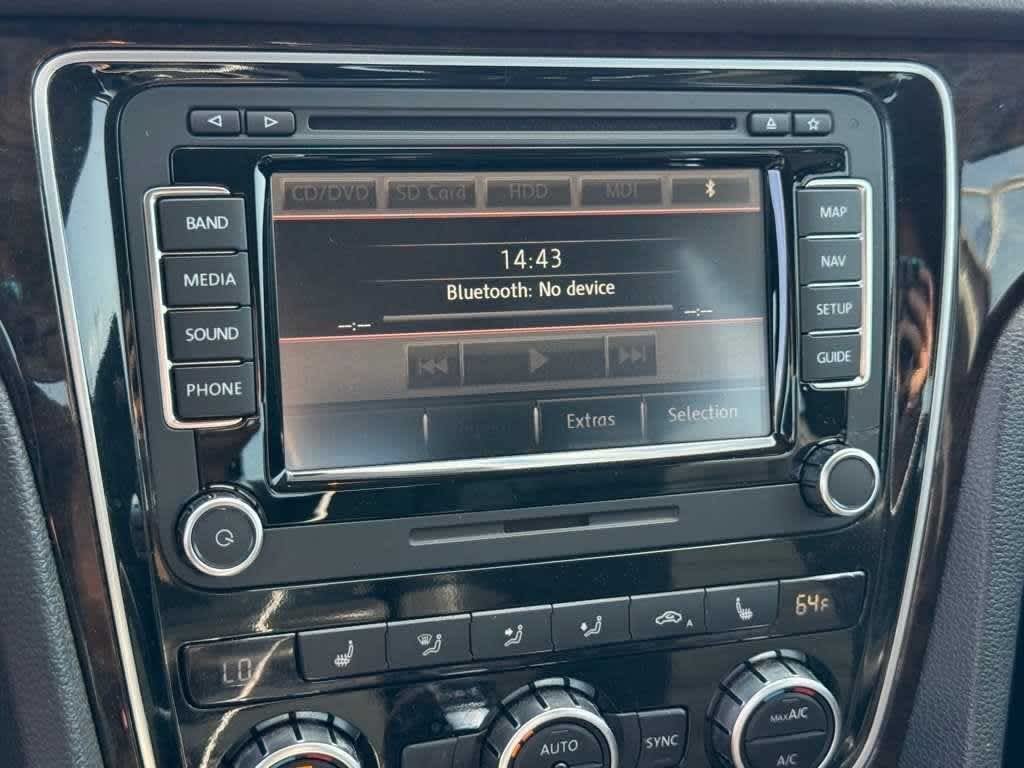 CD/DVD SD Card HDD MDI
BAND
MEDIA
SOUND
PHONE
14:43
Bluetooth: No device
--:-- --:--
Extras Selection
MAP
NAV
SETUP
GUIDE
LO
A
64F
AUTO
SYNC
MAX A/C
A/C